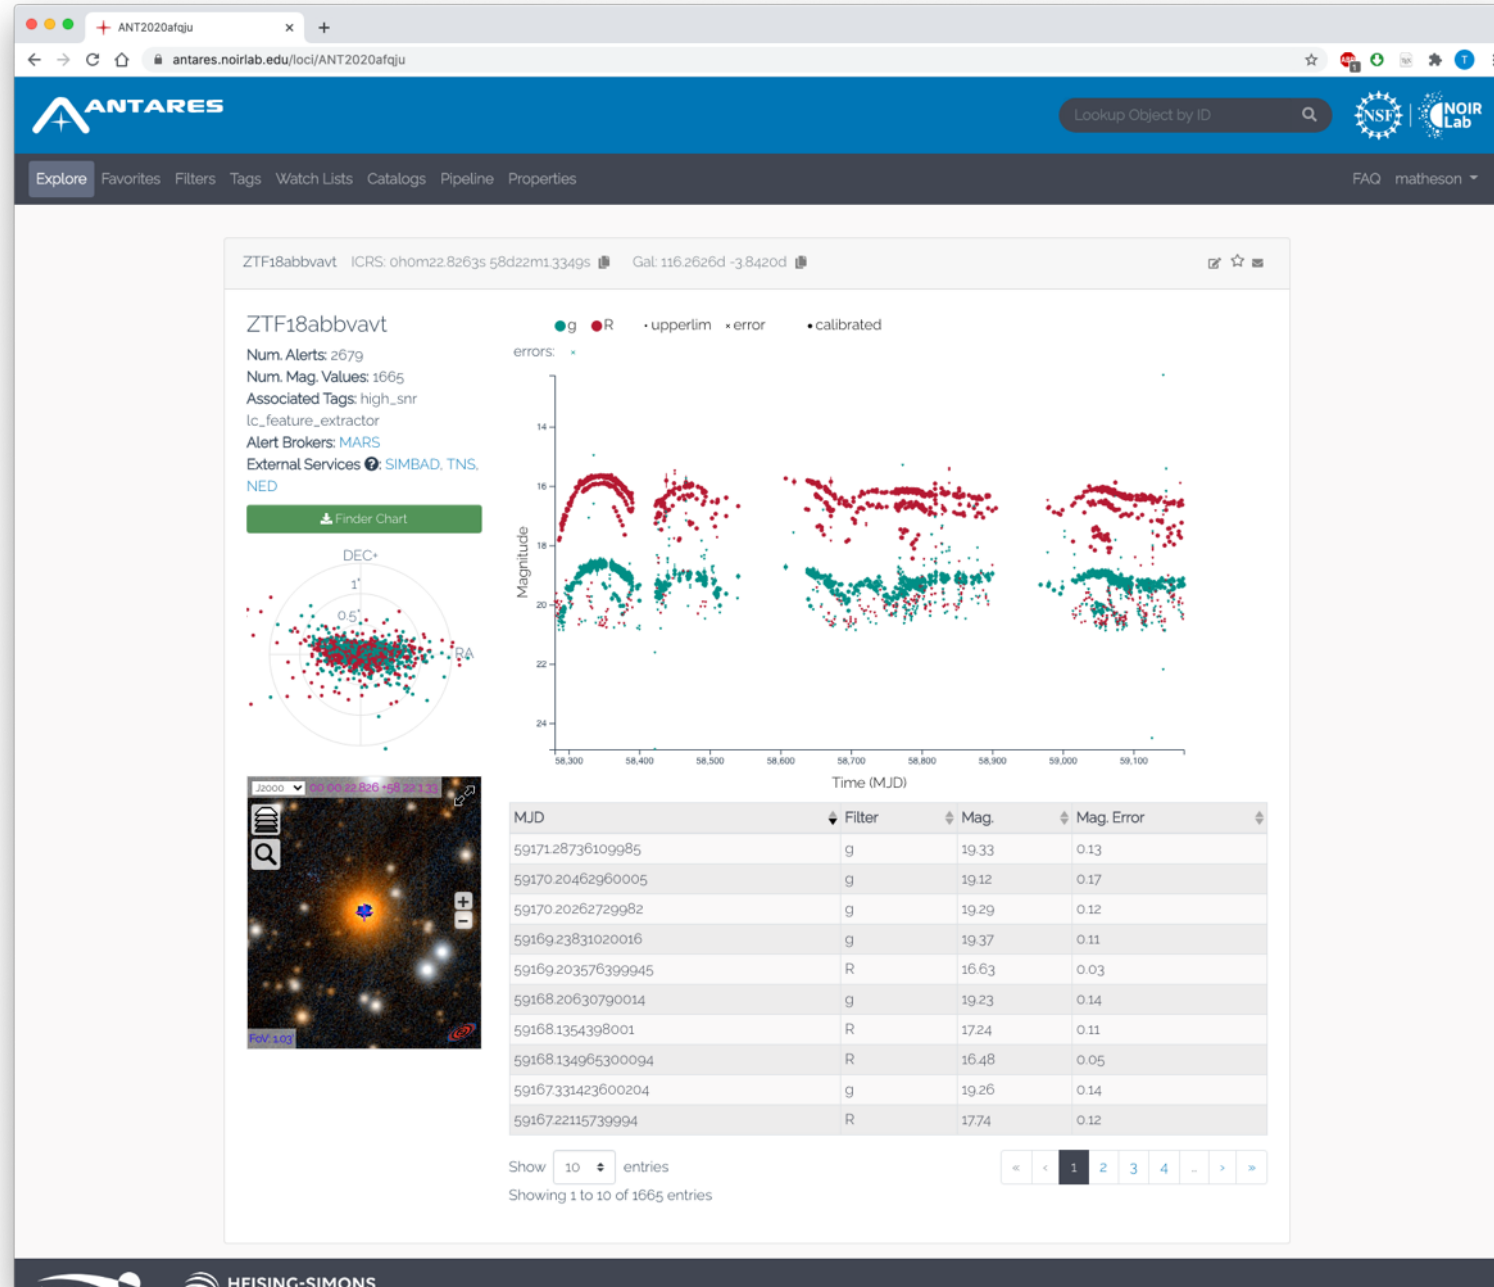 ANT2020afqju
antares.noirlab.edu/loci/ANT2020afqju
ANTARES
Lookup Object by ID
NSF
NOIR
Lab
Explore Favorites Filters Tags Watch Lists Catalogs Pipeline Properties
FAQ matheson
ZTF18abbvavt ICRS: 0h0m22.8263s 58d22m1.3349s Gal: 116.2626d -3.8420d
ZTF18abbvavt
Num. Alerts: 2679
Num. Mag. Values: 1665
Associated Tags: high_snr
lc_feature_extractor
Alert Brokers: MARS
External Services ?: SIMBAD, TNS,
NED
Finder Chart
DEC+
1"
0.5"
RA
J2000 00 00 22.826 +58 22 1.33
FoV: 1.03'
g R upperlim × error calibrated
errors: ×
Magnitude
14
16
18
20
22
24
58,300 58,400 58,500 58,600 58,700 58,800 58,900 59,000 59,100
Time (MJD)
MJD Filter Mag. Mag. Error
59171.28736109985 g 19.33 0.13
59170.20462960005 g 19.12 0.17
59170.20262729982 g 19.29 0.12
59169.23831020016 g 19.37 0.11
59169.203576399945 R 16.63 0.03
59168.20630790014 g 19.23 0.14
59168.1354398001 R 17.24 0.11
59168.134965300094 R 16.48 0.05
59167.331423600204 g 19.26 0.14
59167.22115739994 R 17.74 0.12
Show 10 entries
« ‹ 1 2 3 4 … › »
Showing 1 to 10 of 1665 entries
HEISING-SIMONS